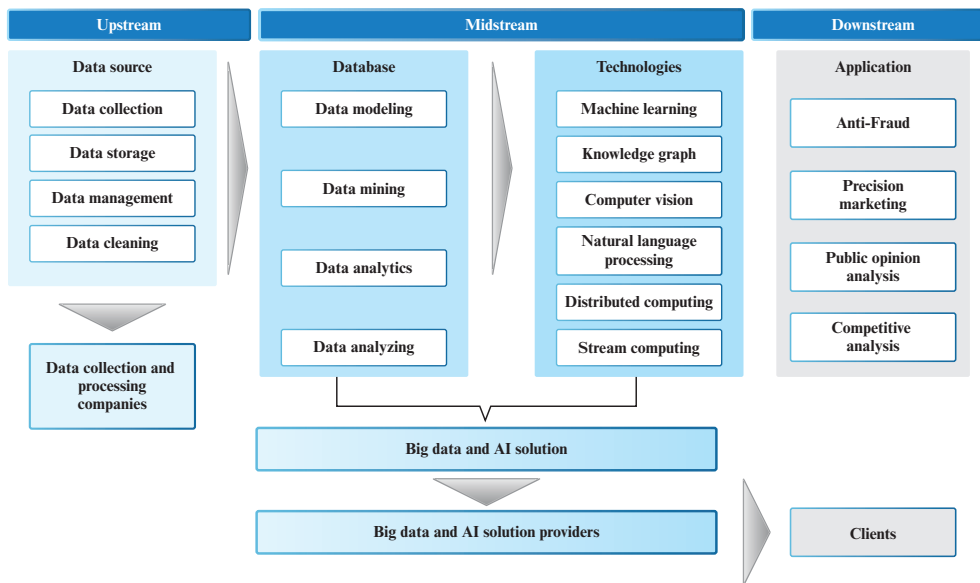 Upstream
Midstream
Downstream
Data source
Data collection
Data storage
Data management
Data cleaning
Data collection and
processing
companies
Database
Data modeling
Data mining
Data analytics
Data analyzing
Technologies
Machine learning
Knowledge graph
Computer vision
Natural language
processing
Distributed computing
Stream computing
Big data and AI solution
Big data and AI solution providers
Application
Anti-Fraud
Precision
marketing
Public opinion
analysis
Competitive
analysis
Clients